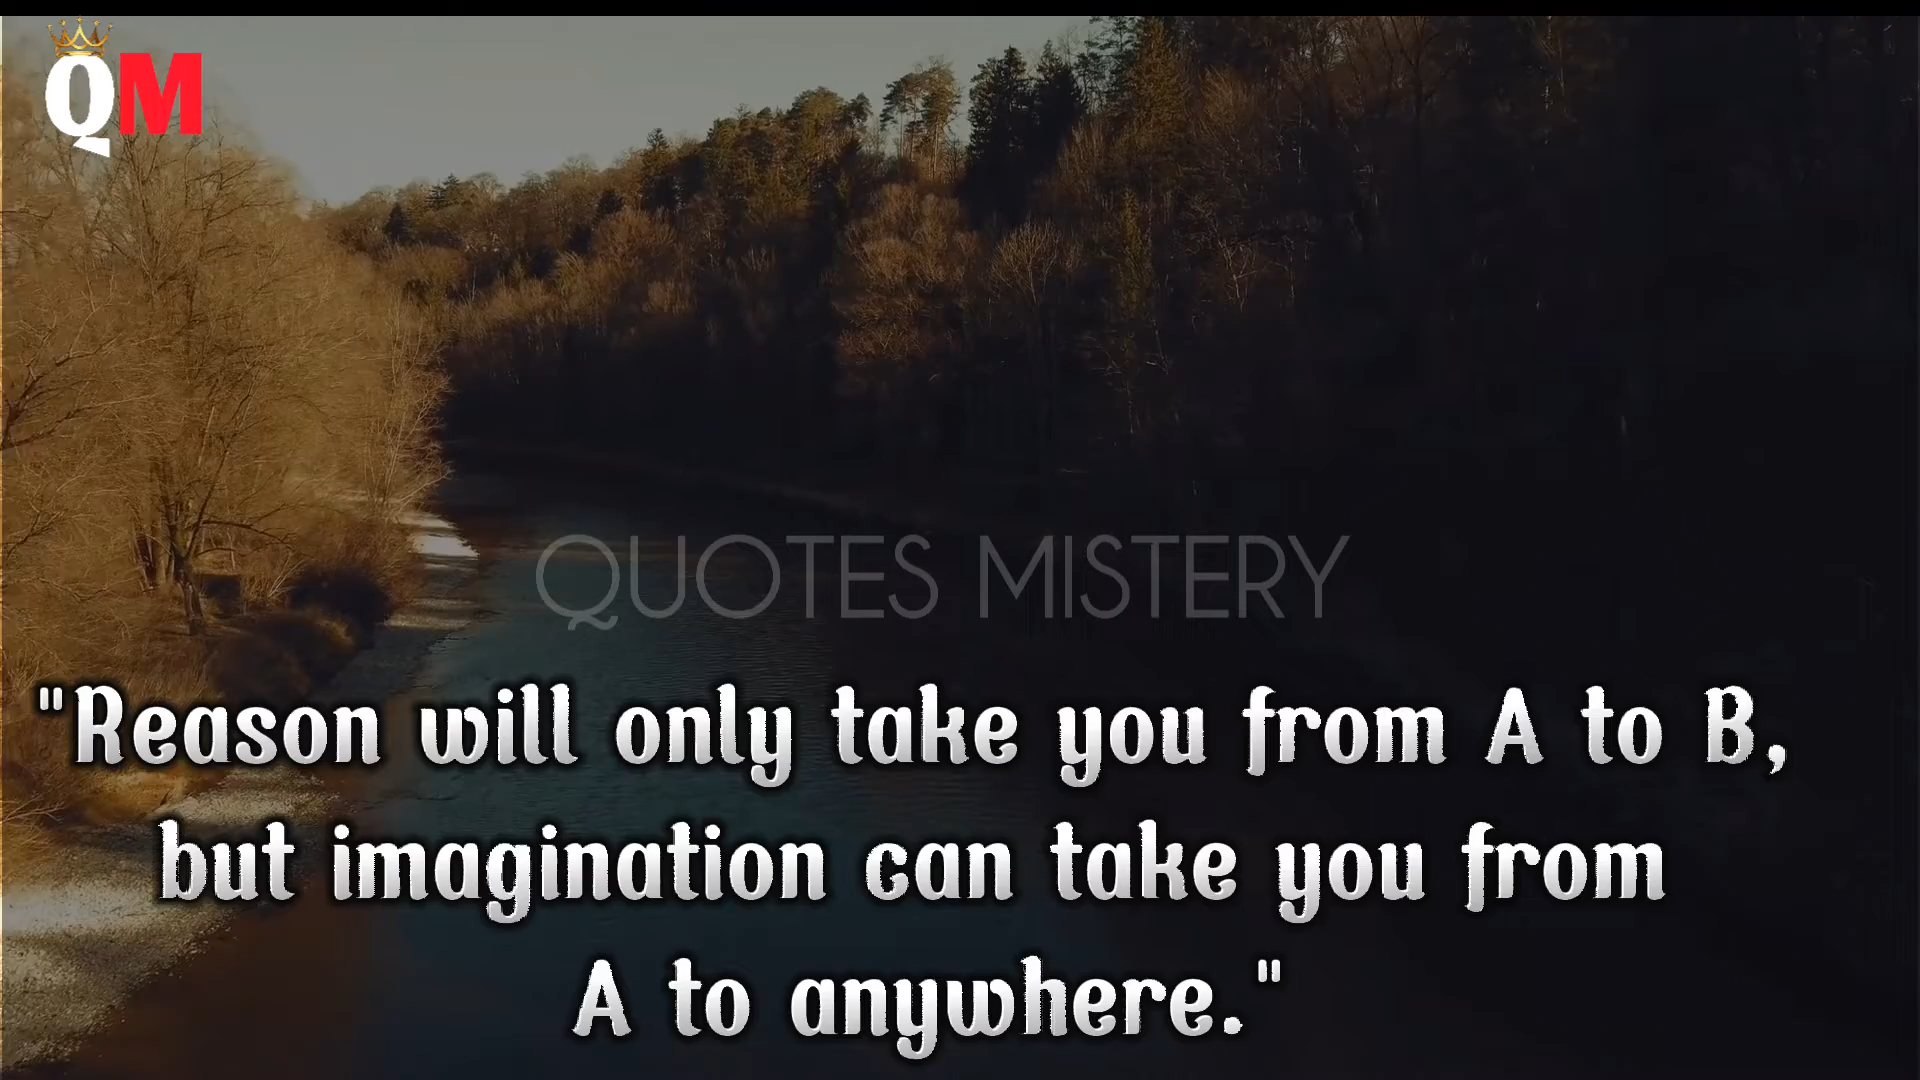 QM
QUOTES MISTERY
"Reason will only take you from A to B,
but imagination can take you from
A to anywhere."